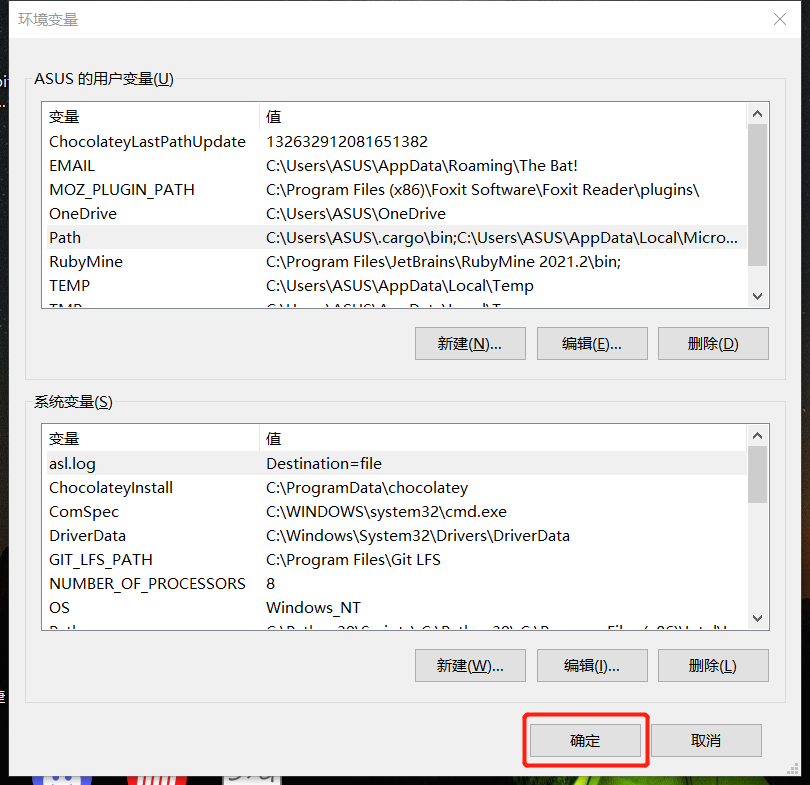 环境变量
ASUS 的用户变量(U)
变量 值
ChocolateyLastPathUpdate 132632912081651382
EMAIL C:\Users\ASUS\AppData\Roaming\The Bat!
MOZ_PLUGIN_PATH C:\Program Files (x86)\Foxit Software\Foxit Reader\plugins\
OneDrive C:\Users\ASUS\OneDrive
Path C:\Users\ASUS\.cargo\bin;C:\Users\ASUS\AppData\Local\Micro...
RubyMine C:\Program Files\JetBrains\RubyMine 2021.2\bin;
TEMP C:\Users\ASUS\AppData\Local\Temp
新建(N)... 编辑(E)... 删除(D)
系统变量(S)
变量 值
asl.log Destination=file
ChocolateyInstall C:\ProgramData\chocolatey
ComSpec C:\WINDOWS\system32\cmd.exe
DriverData C:\Windows\System32\Drivers\DriverData
GIT_LFS_PATH C:\Program Files\Git LFS
NUMBER_OF_PROCESSORS 8
OS Windows_NT
新建(W)... 编辑(I)... 删除(L)
确定 取消